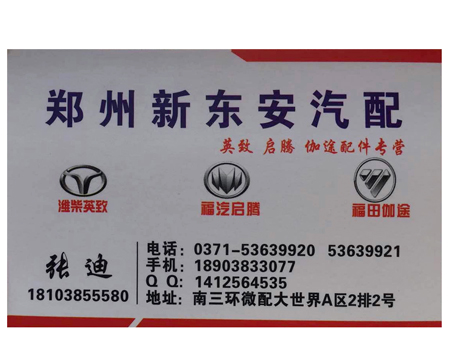 郑州新东安汽配
英致 启腾 伽途配件专营
潍柴英致 福汽启腾 福田伽途
张迪
18103855580
电话：0371-53639920 53639921
手机：18903833077
Q Q：1412564535
地址：南三环微配大世界A区2排2号